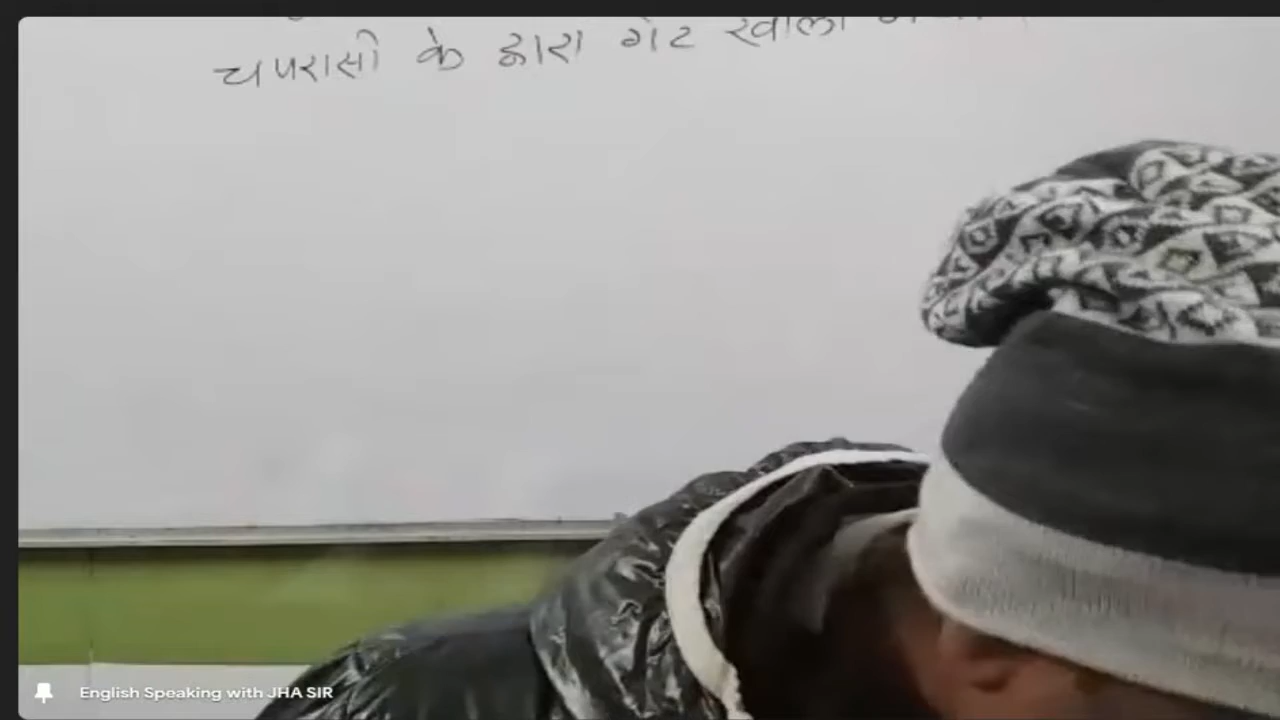 चपरासी के द्वारा गेट खोला
English Speaking with JHA SIR